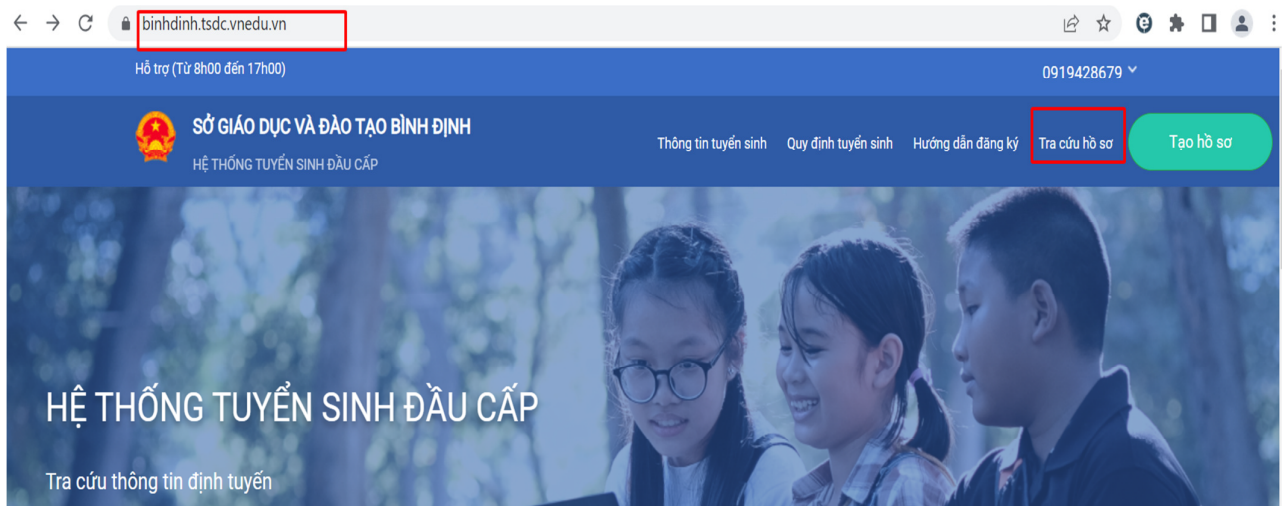 binhdinh.tsdc.vnedu.vn
Hỗ trợ (Từ 8h00 đến 17h00)
0919428679
SỞ GIÁO DỤC VÀ ĐÀO TẠO BÌNH ĐỊNH
HỆ THỐNG TUYỂN SINH ĐẦU CẤP
Thông tin tuyển sinh Quy định tuyển sinh Hướng dẫn đăng ký Tra cứu hồ sơ Tạo hồ sơ
HỆ THỐNG TUYỂN SINH ĐẦU CẤP
Tra cứu thông tin định tuyến